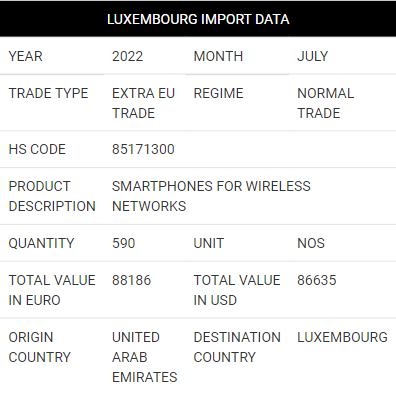 LUXEMBOURG IMPORT DATA
YEAR 2022 MONTH JULY
TRADE TYPE EXTRA EU REGIME NORMAL
TRADE TRADE
HS CODE 85171300
PRODUCT SMARTPHONES FOR WIRELESS
DESCRIPTION NETWORKS
QUANTITY 590 UNIT NOS
TOTAL VALUE 88186 TOTAL VALUE 86635
IN EURO IN USD
ORIGIN UNITED DESTINATION LUXEMBOURG
COUNTRY ARAB COUNTRY
EMIRATES